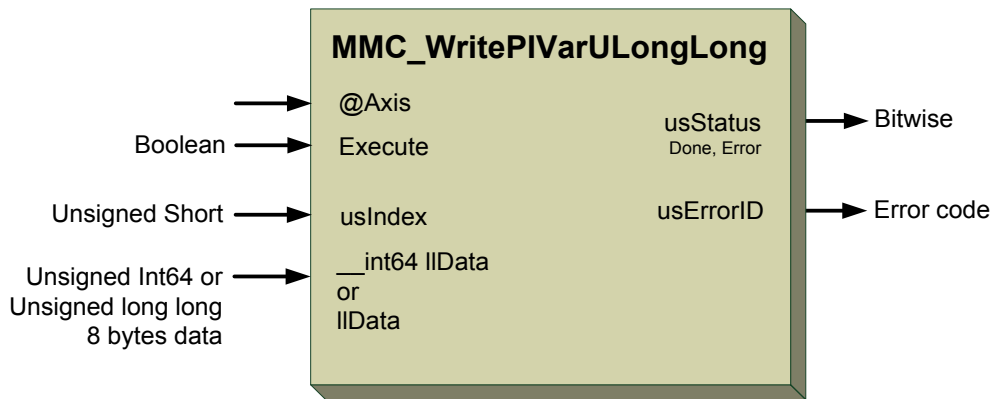 MMC_WritePIVarULongLong
@Axis
usStatus
Done, Error
Bitwise
Boolean
Execute
Unsigned Short
usIndex
usErrorID
Error code
Unsigned Int64 or
Unsigned long long
8 bytes data
__int64 llData
or
llData